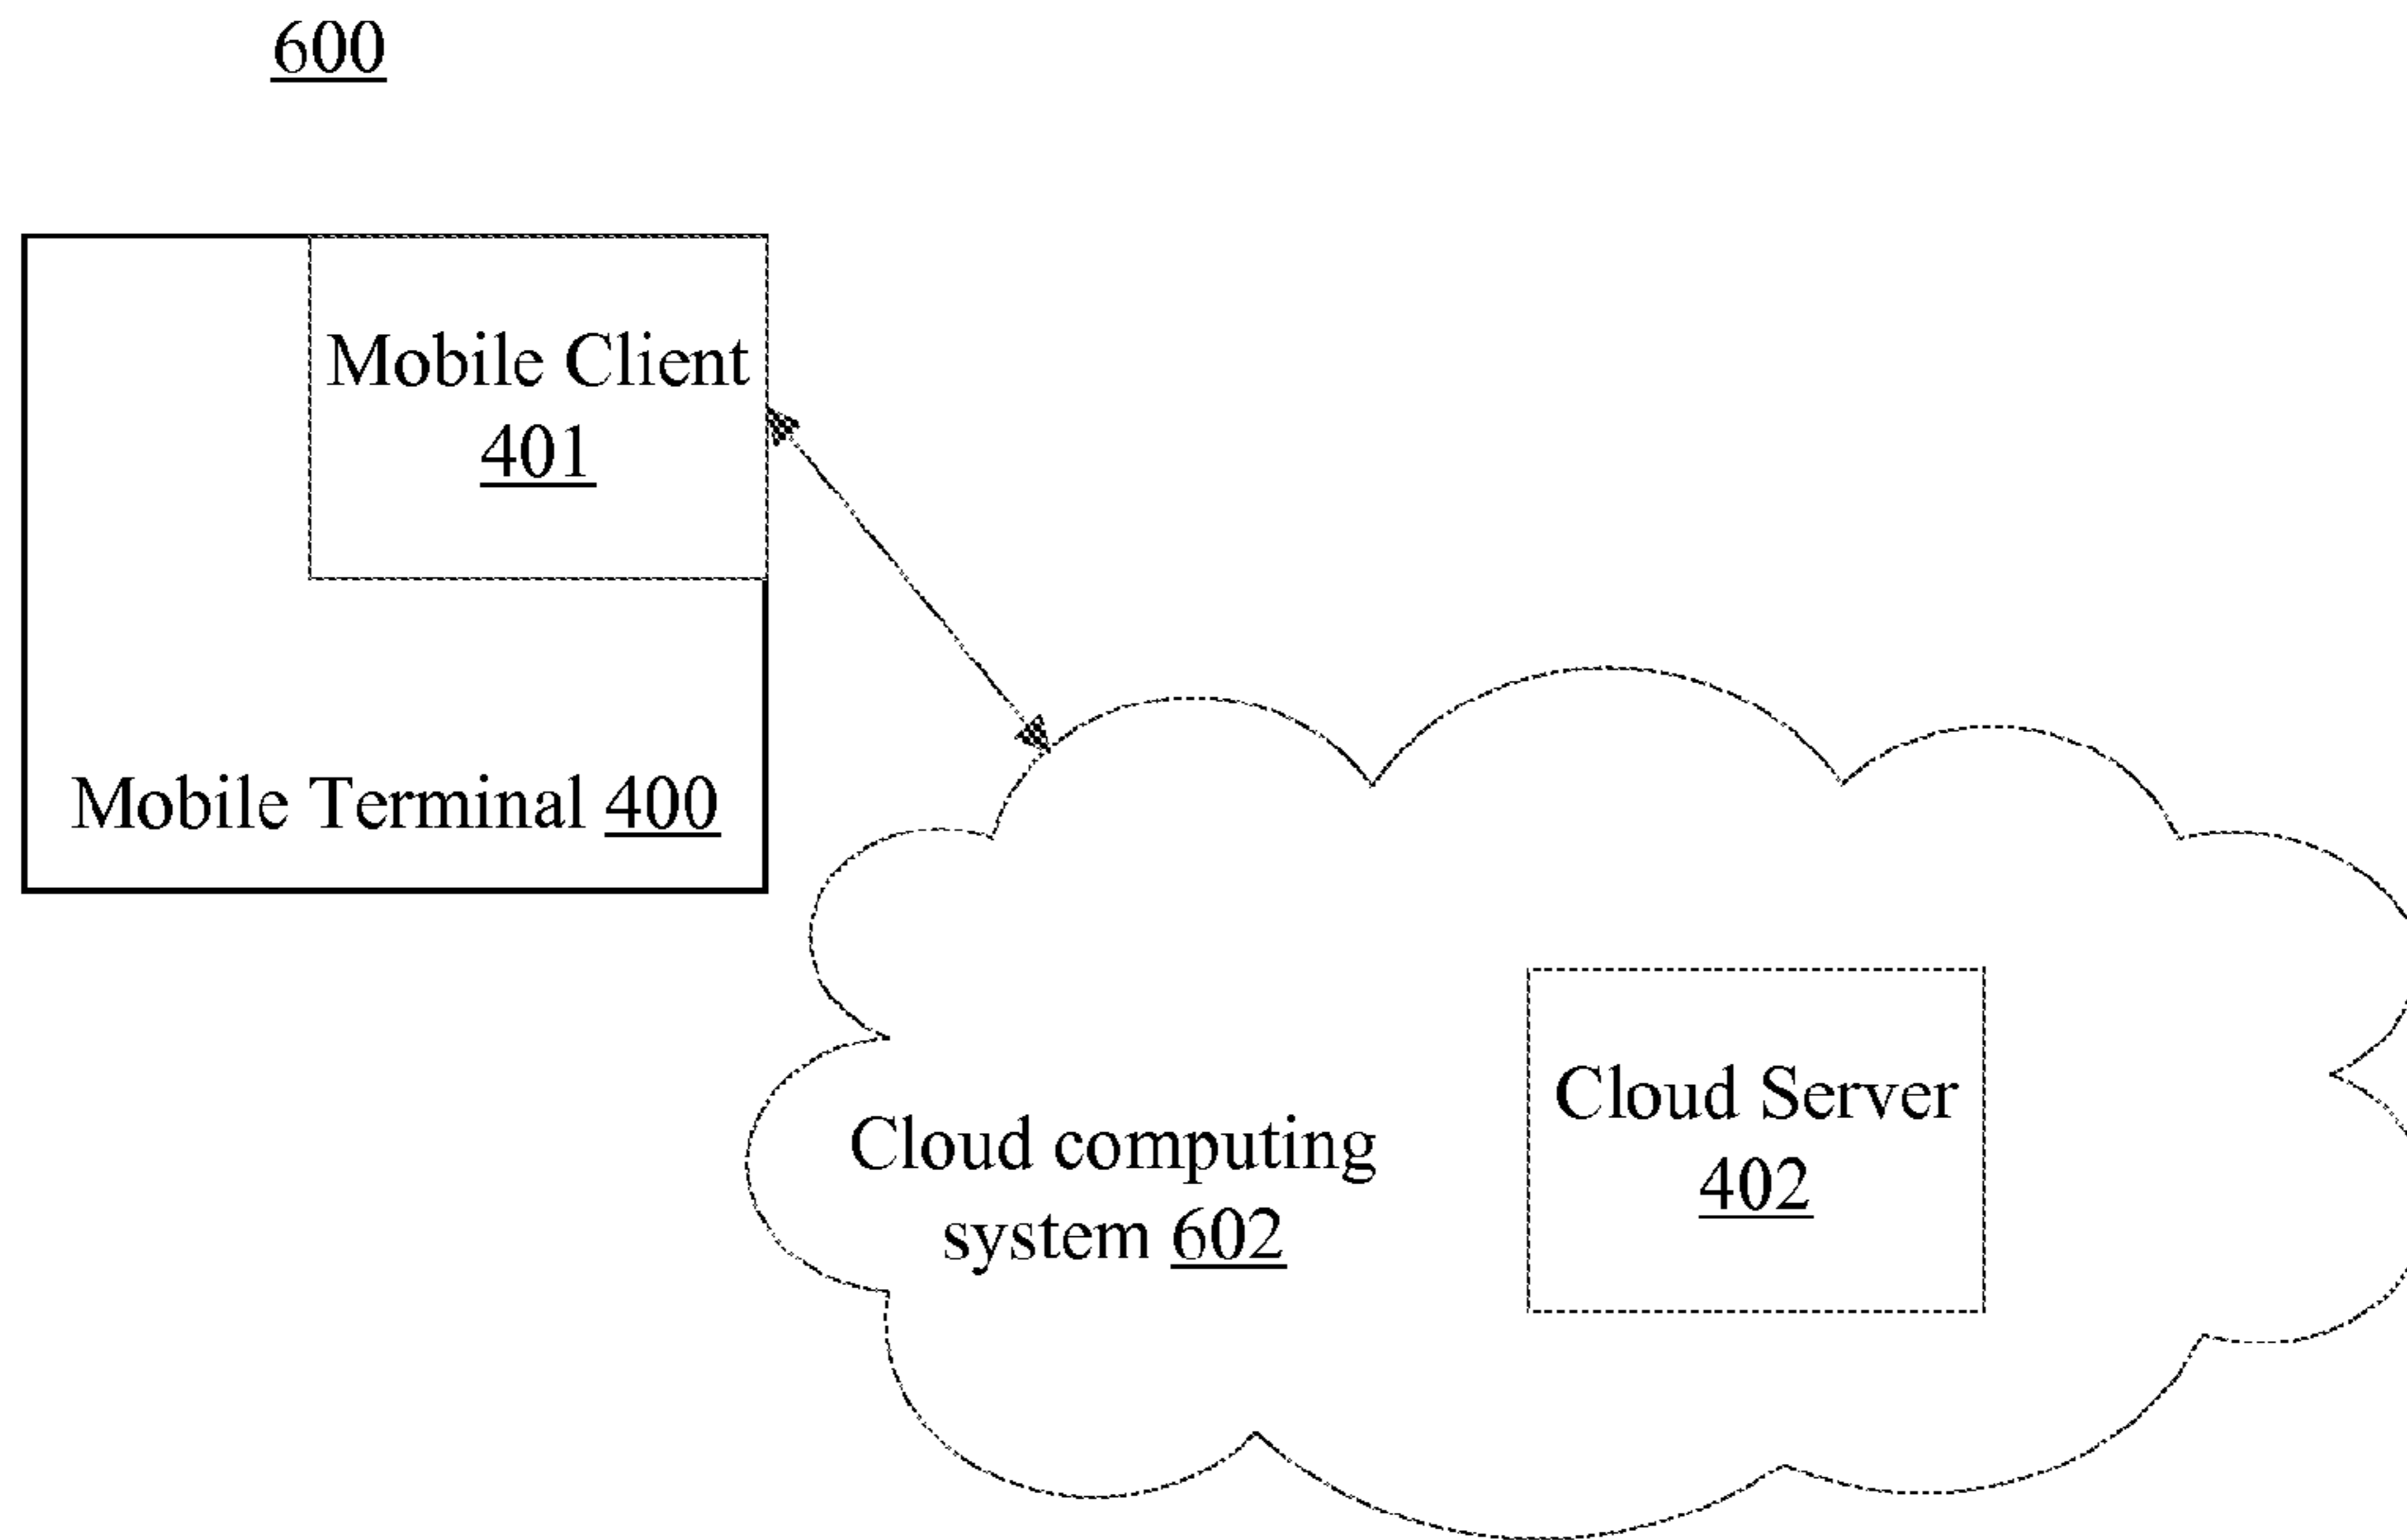 600
Mobile Client
401
Mobile Terminal 400
Cloud Server
402
Cloud computing
system 602